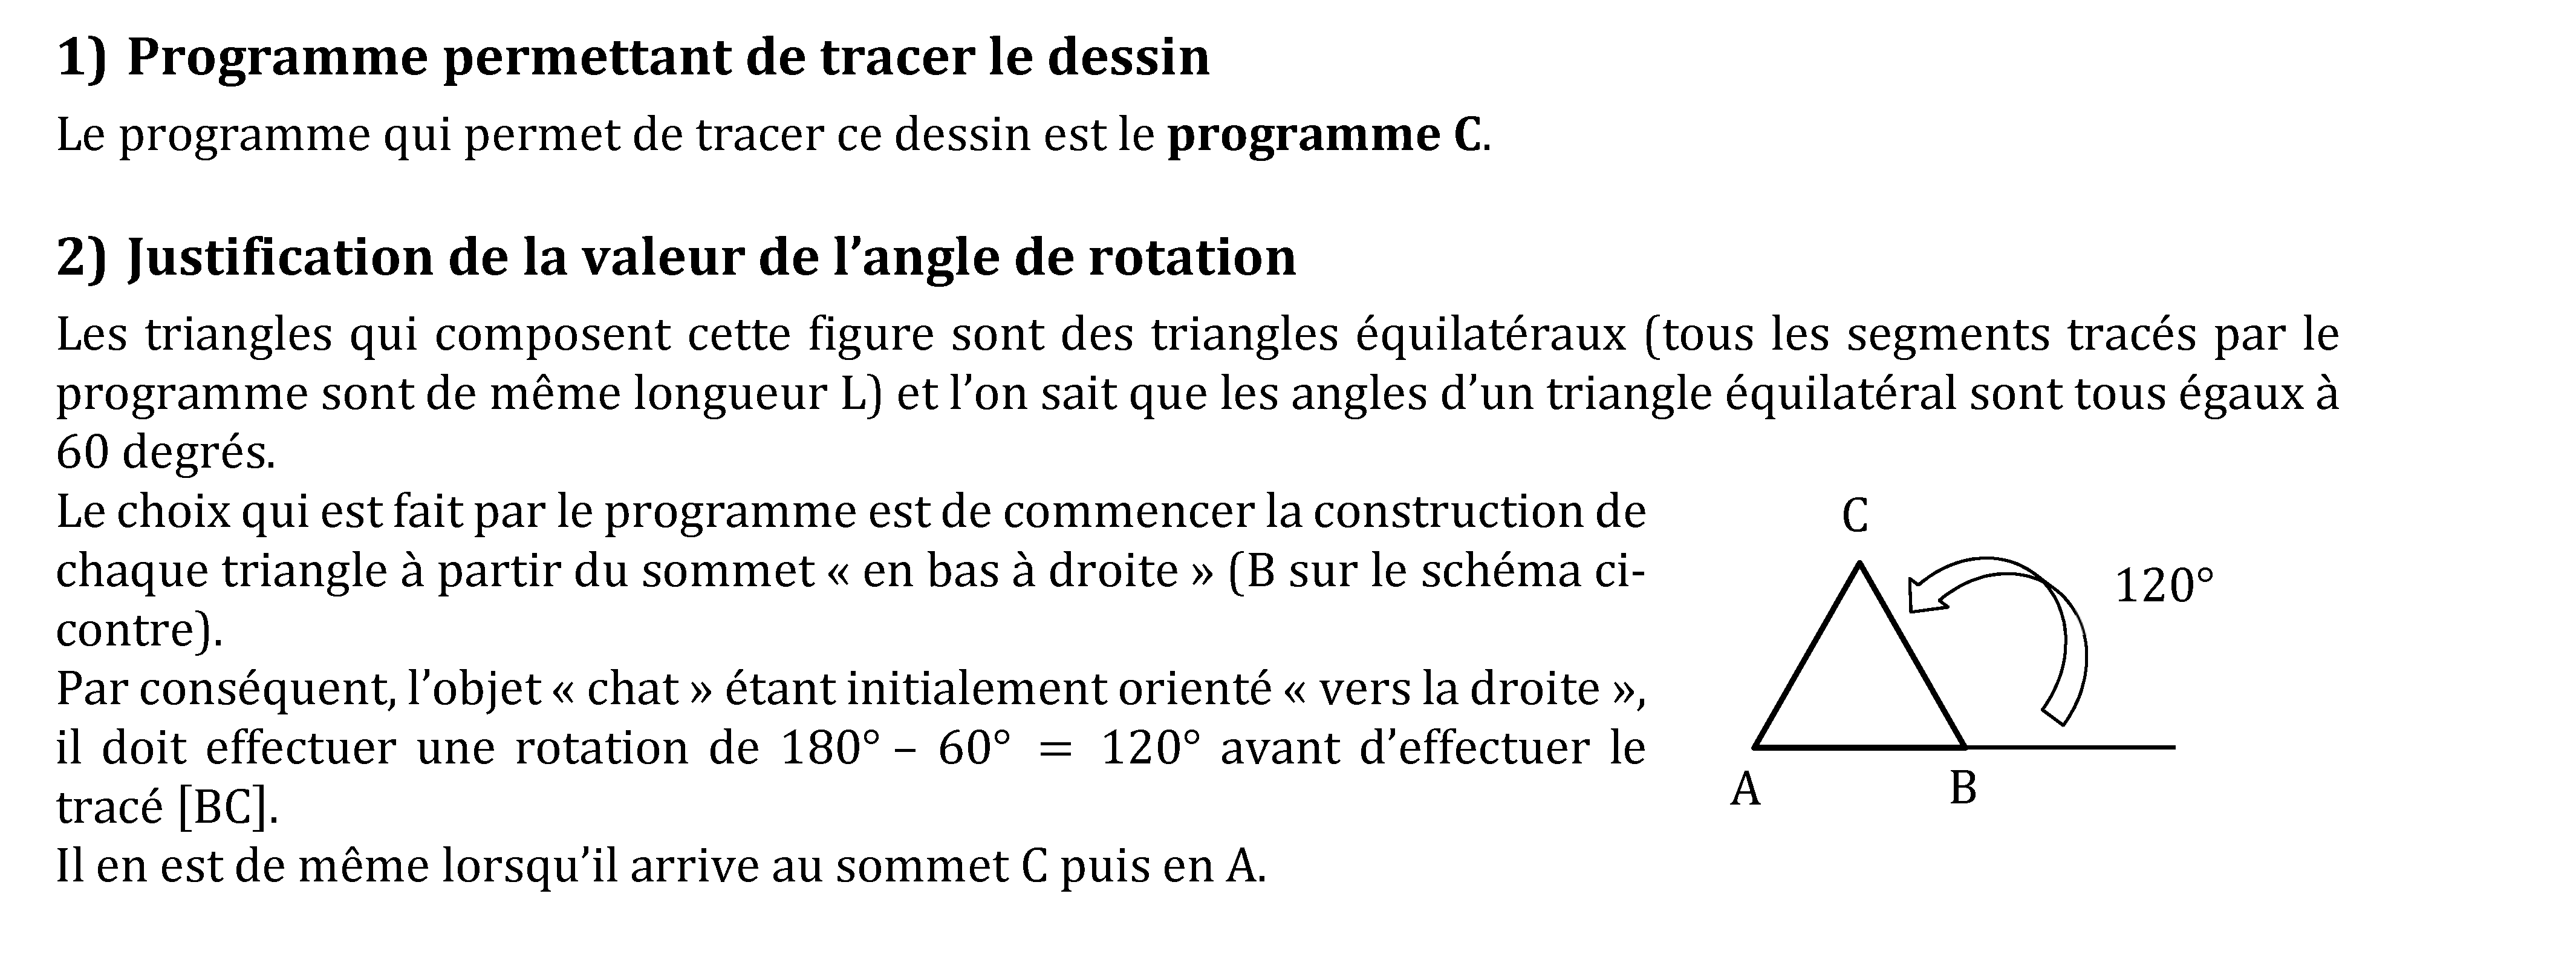 1) Programme permettant de tracer le dessin
Le programme qui permet de tracer ce dessin est le programme C.
2) Justification de la valeur de l’angle de rotation
Les triangles qui composent cette figure sont des triangles équilatéraux (tous les segments tracés par le
programme sont de même longueur L) et l’on sait que les angles d’un triangle équilatéral sont tous égaux à
60 degrés.
Le choix qui est fait par le programme est de commencer la construction de
chaque triangle à partir du sommet « en bas à droite » (B sur le schéma ci-
contre).
Par conséquent, l’objet « chat » étant initialement orienté « vers la droite »,
il doit effectuer une rotation de 180° – 60° = 120° avant d’effectuer le
tracé [BC].
Il en est de même lorsqu’il arrive au sommet C puis en A.
C
120°
A
B